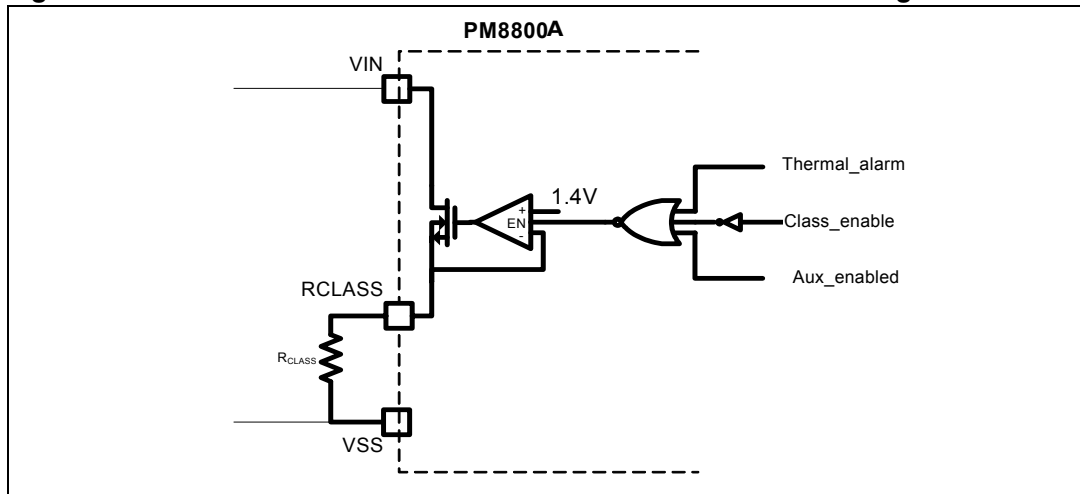 PM8800A
VIN
Thermal_alarm
1.4V
+
EN
-
Class_enable
Aux_enabled
RCLASS
RCLASS
VSS